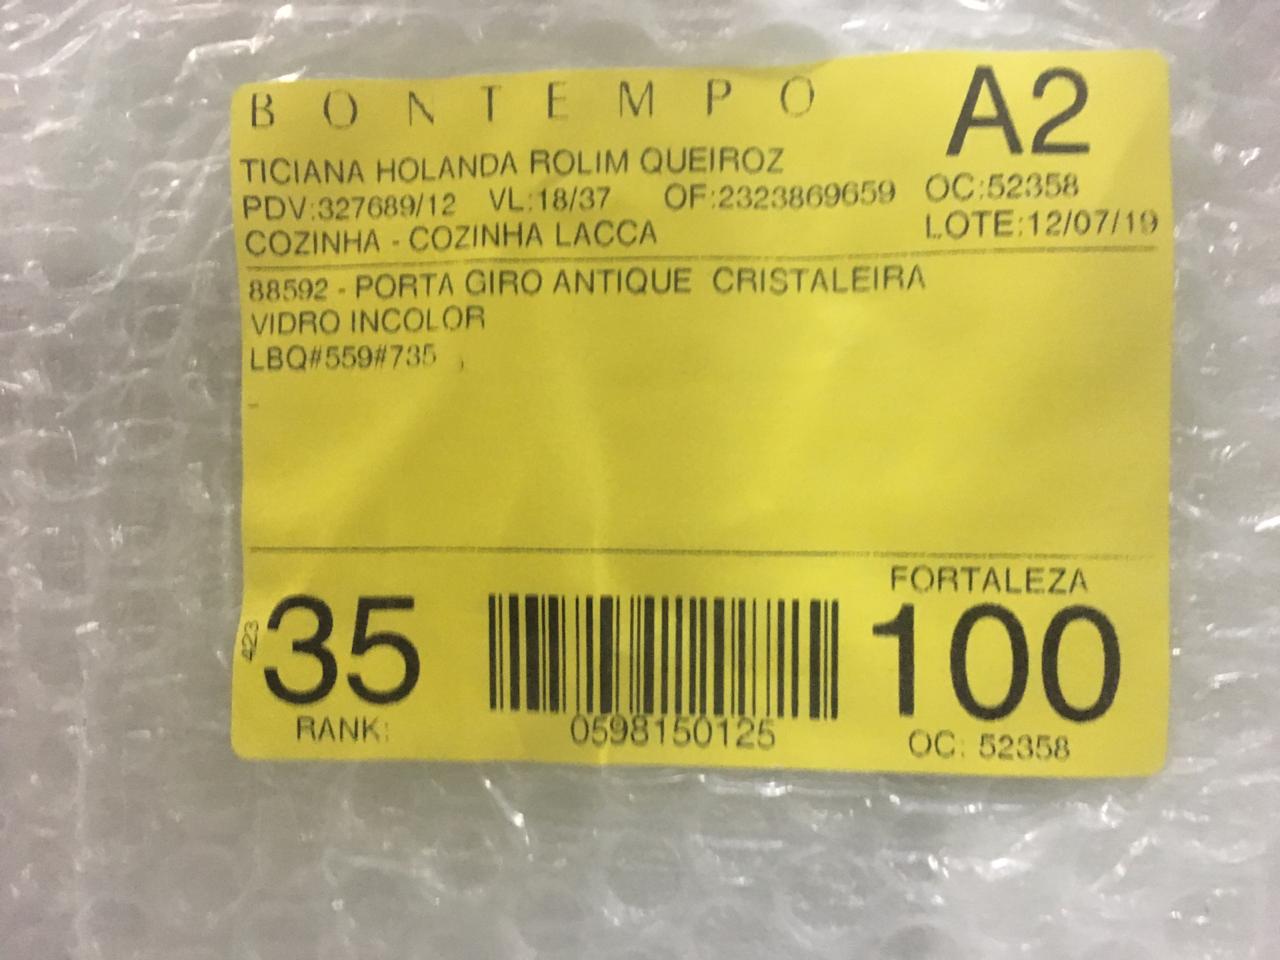 BONTEMPO A2
TICIANA HOLANDA ROLIM QUEIROZ
PDV:327689/12 VL:18/37 OF:2323869659 OC:52358
COZINHA - COZINHA LACCA LOTE:12/07/19
88592 - PORTA GIRO ANTIQUE CRISTALEIRA
VIDRO INCOLOR
LBQ#559#735 ,
-
FORTALEZA
423 35 100
RANK: 0598150125 OC: 52358